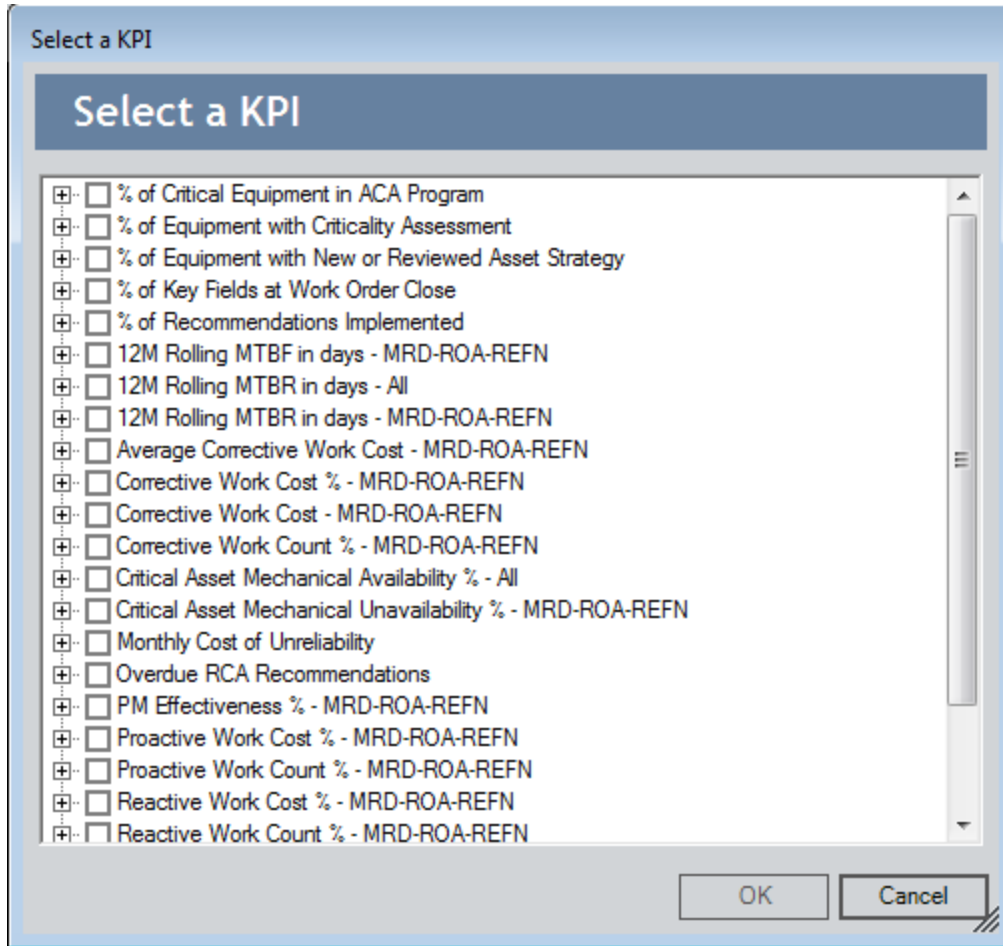 Select a KPI
Select a KPI
% of Critical Equipment in ACA Program
% of Equipment with Criticality Assessment
% of Equipment with New or Reviewed Asset Strategy
% of Key Fields at Work Order Close
% of Recommendations Implemented
12M Rolling MTBF in days - MRD-ROA-REFN
12M Rolling MTBR in days - All
12M Rolling MTBR in days - MRD-ROA-REFN
Average Corrective Work Cost - MRD-ROA-REFN
Corrective Work Cost % - MRD-ROA-REFN
Corrective Work Cost - MRD-ROA-REFN
Corrective Work Count % - MRD-ROA-REFN
Critical Asset Mechanical Availability % - All
Critical Asset Mechanical Unavailability % - MRD-ROA-REFN
Monthly Cost of Unreliability
Overdue RCA Recommendations
PM Effectiveness % - MRD-ROA-REFN
Proactive Work Cost % - MRD-ROA-REFN
Proactive Work Count % - MRD-ROA-REFN
Reactive Work Cost % - MRD-ROA-REFN
Reactive Work Count % - MRD-ROA-REFN
OK Cancel